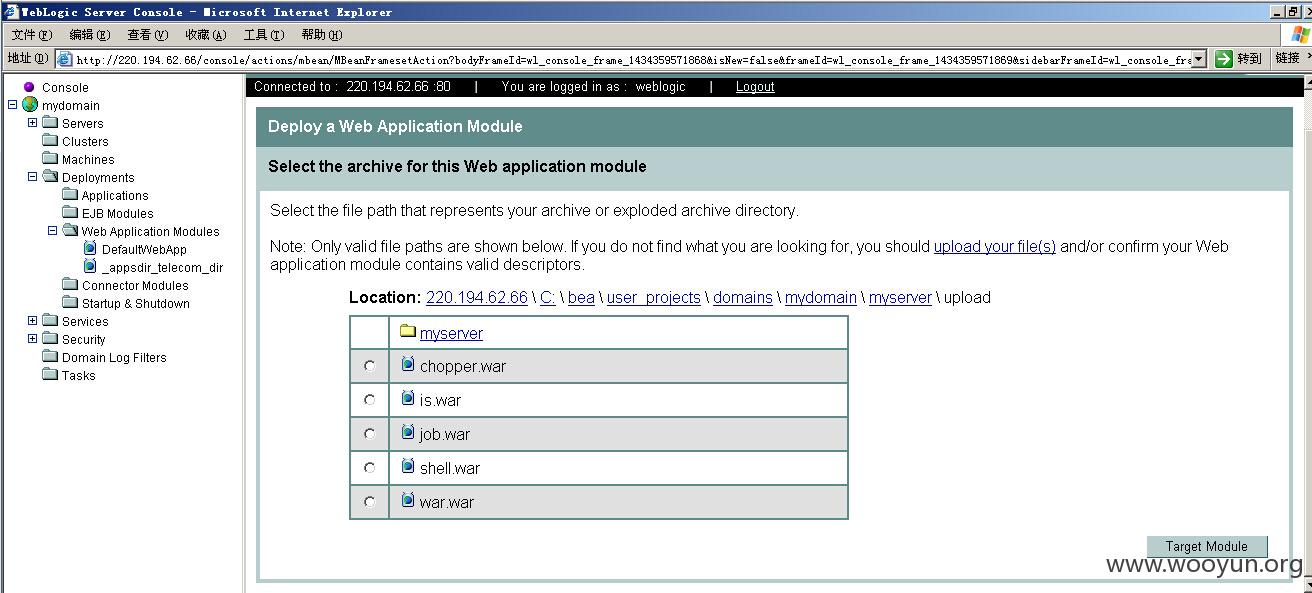 WebLogic Server Console - Microsoft Internet Explorer
文件(F) 编辑(E) 查看(V) 收藏(A) 工具(T) 帮助(H)
地址(D) http://220.194.62.66/console/actions/mbean/MBeanFramesetAction?bodyFrameId=wl_console_frame_1434359571868&isNew=false&frameId=wl_console_frame_1434359571869&sidebarFrameId=wl_console_fra 转到 链接
Console
mydomain
Servers
Clusters
Machines
Deployments
Applications
EJB Modules
Web Application Modules
DefaultWebApp
_appsdir_telecom_dir
Connector Modules
Startup & Shutdown
Services
Security
Domain Log Filters
Tasks
Connected to : 220.194.62.66 :80 | You are logged in as : weblogic | Logout
Deploy a Web Application Module
Select the archive for this Web application module
Select the file path that represents your archive or exploded archive directory.
Note: Only valid file paths are shown below. If you do not find what you are looking for, you should upload your file(s) and/or confirm your Web
application module contains valid descriptors.
Location: 220.194.62.66 \ C: \ bea \ user_projects \ domains \ mydomain \ myserver \ upload
myserver
chopper.war
is.war
job.war
shell.war
war.war
Target Module
www.wooyun.org